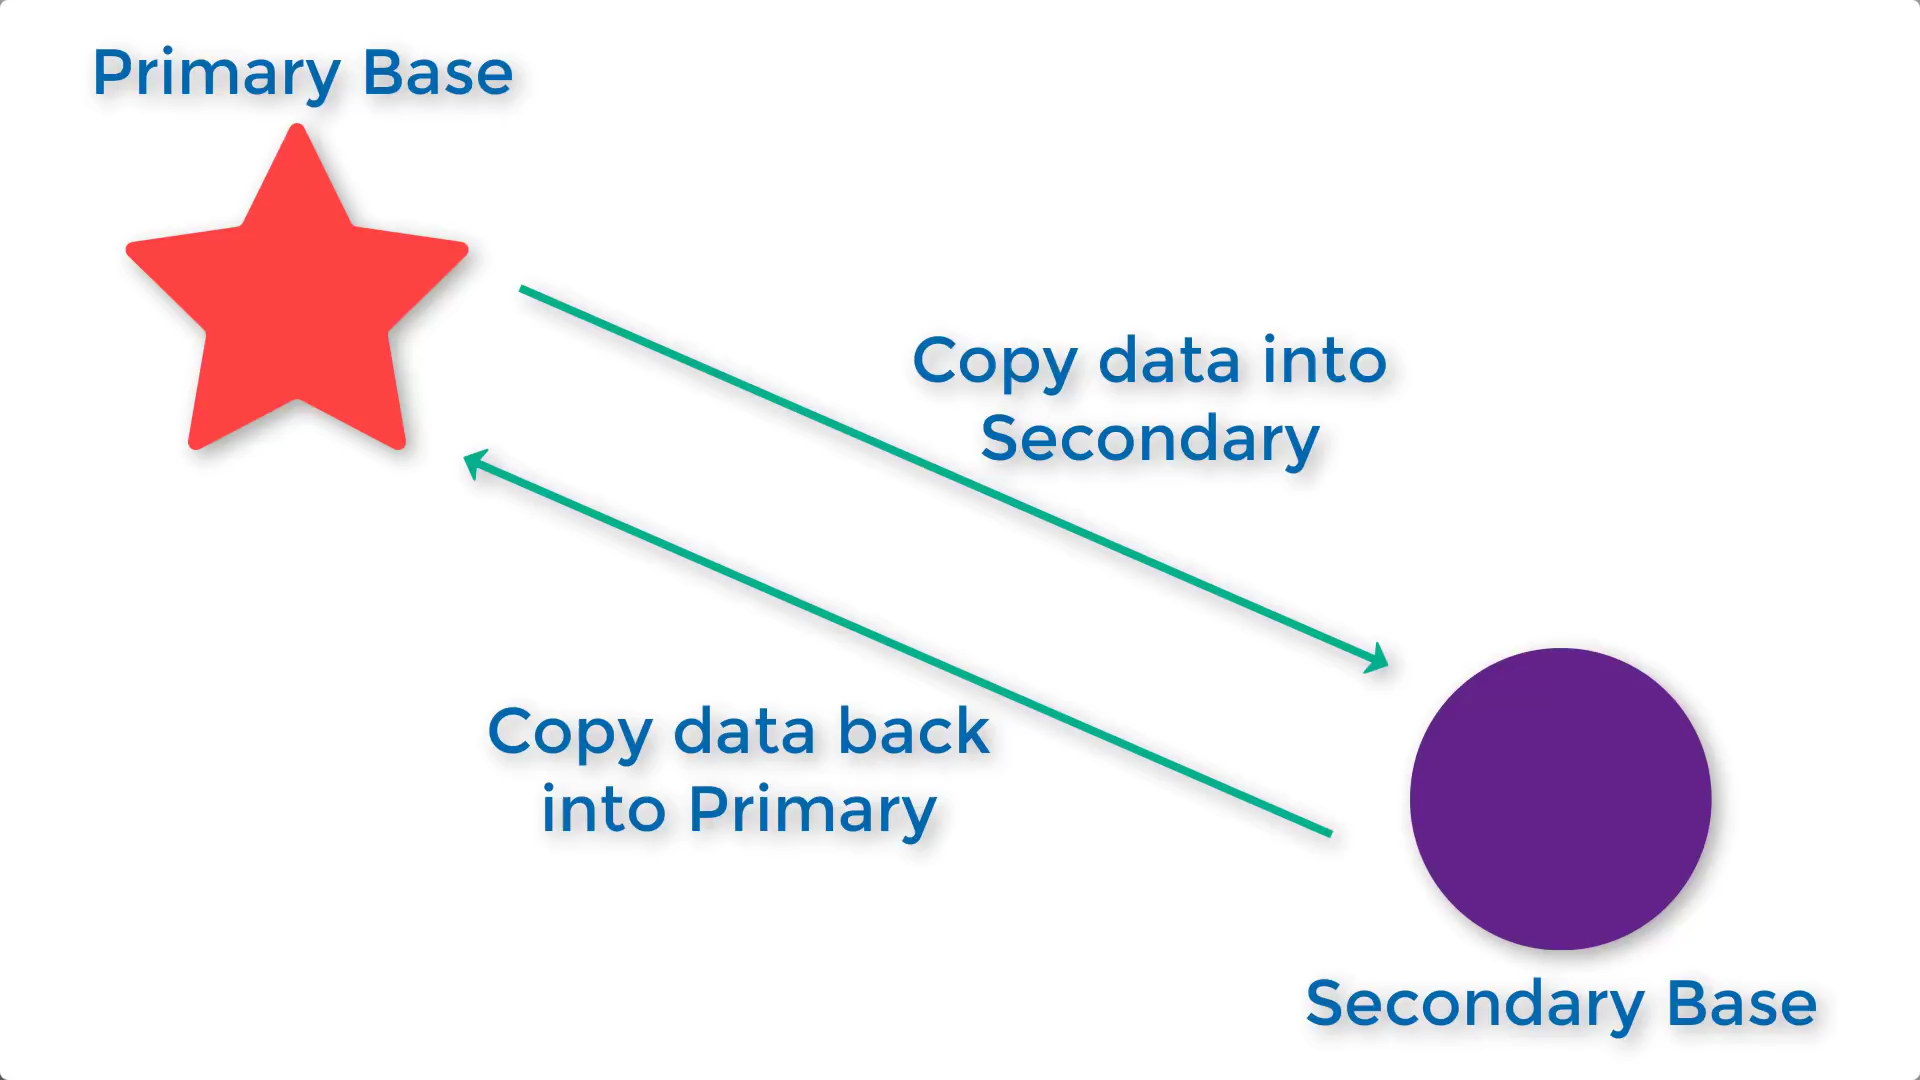 Primary Base
Copy data into
Secondary
Copy data back
into Primary
Secondary Base